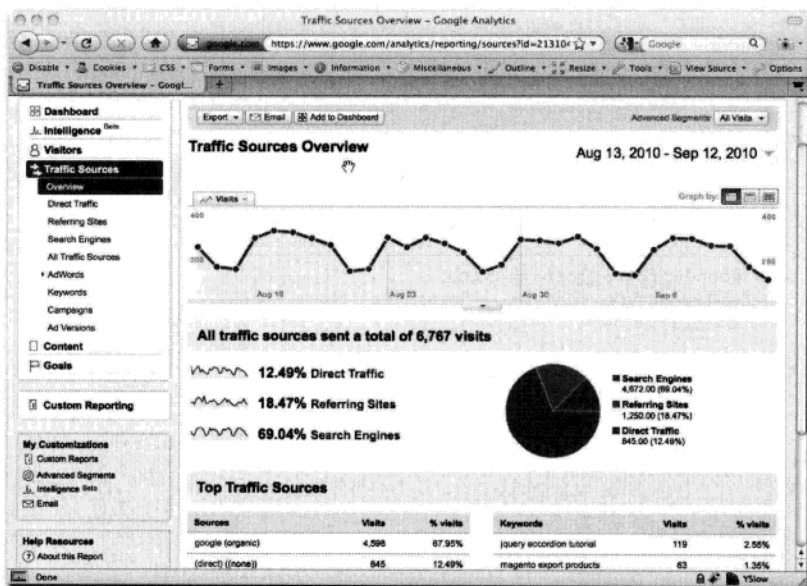 Traffic Sources Overview – Google Analytics
google.com https://www.google.com/analytics/reporting/sources?id=21310 Google
Disable Cookies CSS Forms Images Information Miscellaneous Outline Resize Tools View Source Options
Traffic Sources Overview – Googl...
Dashboard
Intelligence Beta
Visitors
Traffic Sources
Overview
Direct Traffic
Referring Sites
Search Engines
All Traffic Sources
AdWords
Keywords
Campaigns
Ad Versions
Content
Goals
Custom Reporting
My Customizations
Custom Reports
Advanced Segments
Intelligence Beta
Email
Help Resources
About this Report
Export Email Add to Dashboard Advanced Segments: All Visits
Traffic Sources Overview
Aug 13, 2010 - Sep 12, 2010
Visits Graph by:
400 400
200 200
Aug 16 Aug 23 Aug 30 Sep 6
All traffic sources sent a total of 6,767 visits
12.49% Direct Traffic
18.47% Referring Sites
69.04% Search Engines
Search Engines
4,672.00 (69.04%)
Referring Sites
1,250.00 (18.47%)
Direct Traffic
845.00 (12.49%)
Top Traffic Sources
Sources Visits % visits
google (organic) 4,598 67.95%
(direct) ((none)) 845 12.49%
Keywords Visits % visits
jquery accordion tutorial 119 2.55%
magento export products 63 1.35%
Done YSlow